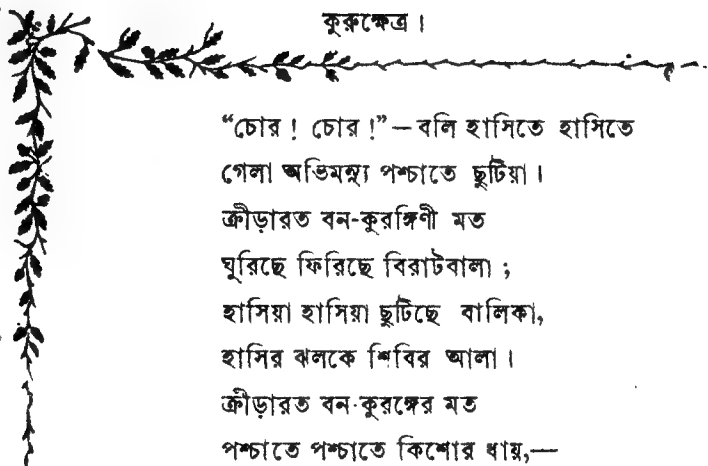 কুরুক্ষেত্র।
“চোর ! চোর !” — বলি হাসিতে হাসিতে
গেলা অভিমন্যু পশ্চাতে ছুটিয়া।
ক্রীড়ারত বন-কুরঙ্গিণী মত
ঘুরিছে ফিরিছে বিরাটবালা ;
হাসিয়া হাসিয়া ছুটিছে বালিকা,
হাসির ঝলকে শিবির আলা।
ক্রীড়ারত বন-কুরঙ্গের মত
পশ্চাতে পশ্চাতে কিশোর ধায়,—